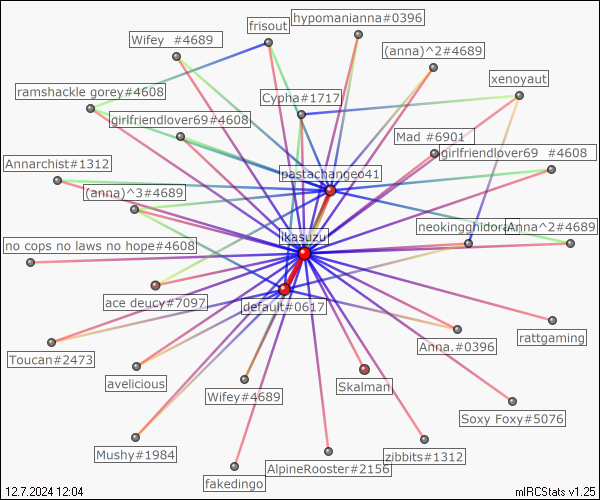 hypomanianna#0396
frisout
Wifey  #4689
(anna)^2#4689
xenoyaut
ramshackle gorey#4608
Cypha#1717
girlfriendlover69#4608
Mad #6901
girlfriendlover69  #4608
Annarchist#1312
pastachangeo41
(anna)^3#4689
neokinghidora
Anna^2#4689
ikasuzu
no cops no laws no hope#4608
ace deucy#7097
default#0617
Toucan#2473
Anna.#0396
rattgaming
avelicious
Wifey#4689
Skalman
Soxy Foxy#5076
Mushy#1984
zibbits#1312
AlpineRooster#2156
fakedingo
12.7.2024 12:04
mIRCStats v1.25